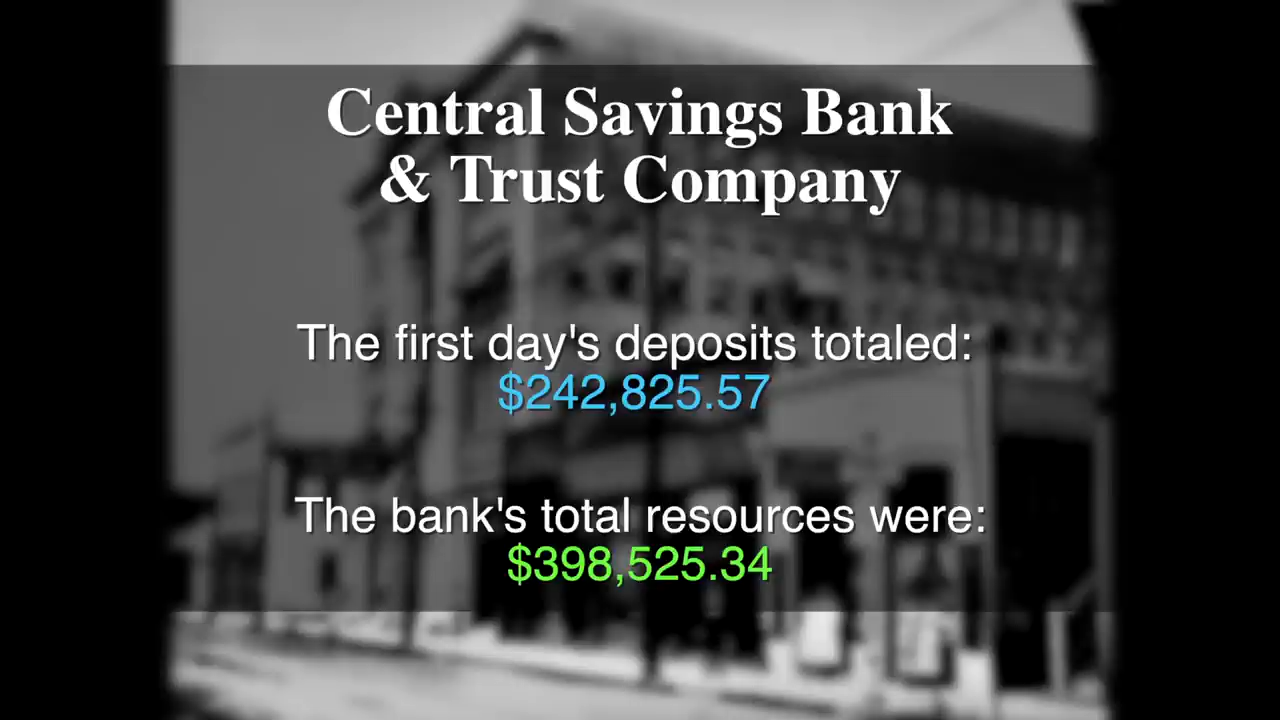 Central Savings Bank
& Trust Company
The first day's deposits totaled:
$242,825.57
The bank's total resources were:
$398,525.34